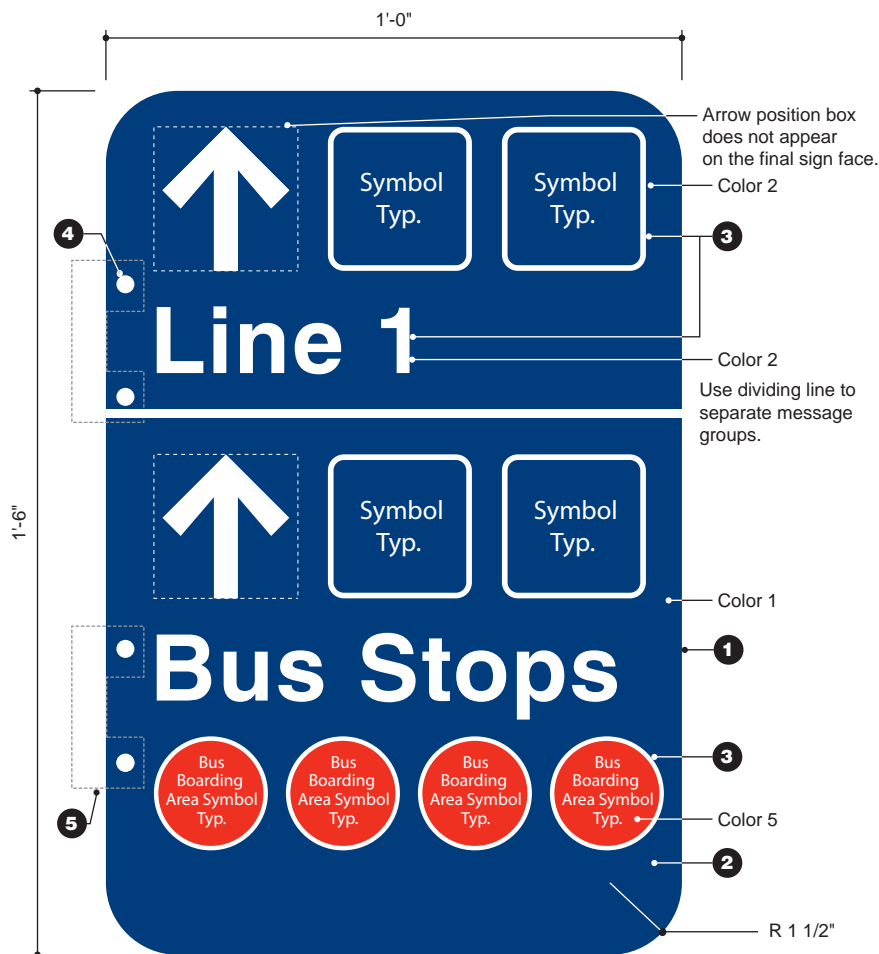 1'-0"
Arrow position box
does not appear
on the final sign face.
Symbol
Typ.
Symbol
Typ.
Color 2
3
4
Line 1
Color 2
Use dividing line to
separate message
groups.
1'-6"
Symbol
Typ.
Symbol
Typ.
Color 1
1
Bus Stops
3
Bus
Boarding
Area Symbol
Typ.
Bus
Boarding
Area Symbol
Typ.
Bus
Boarding
Area Symbol
Typ.
Bus
Boarding
Area Symbol
Typ.
Color 5
5
2
R 1 1/2"